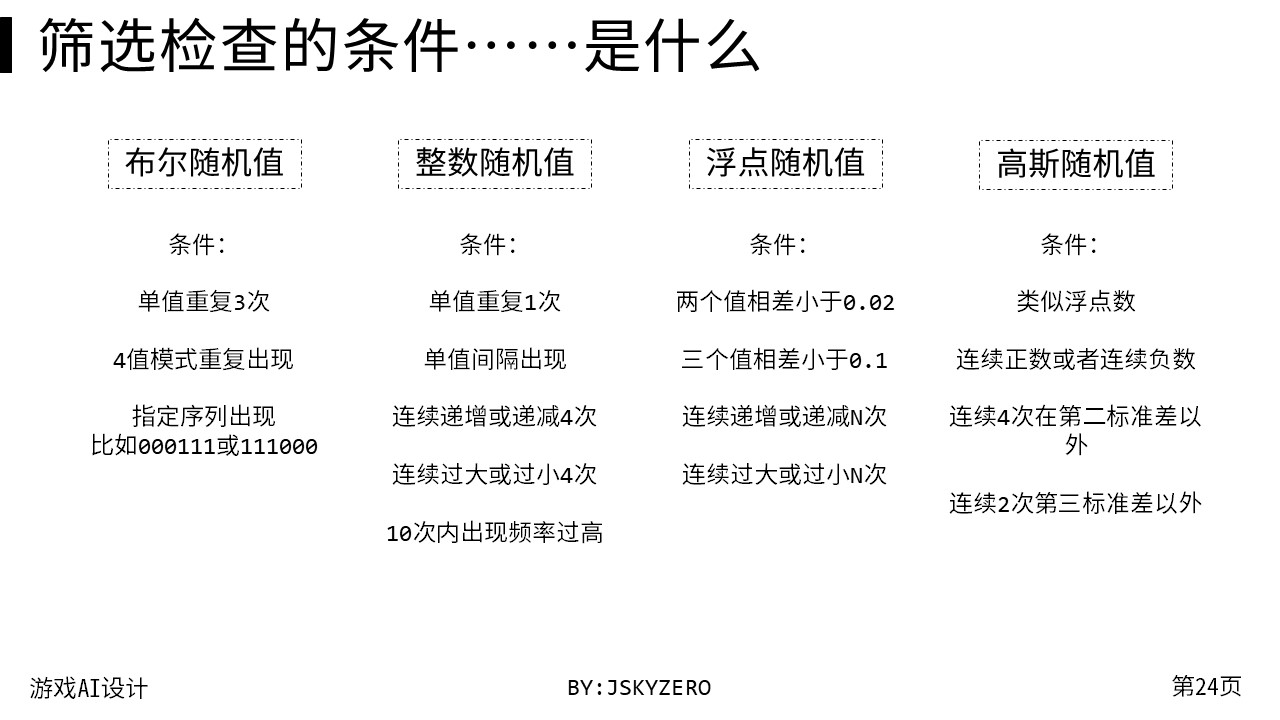 筛选检查的条件……是什么
布尔随机值
条件：
单值重复3次
4值模式重复出现
指定序列出现
比如000111或111000
整数随机值
条件：
单值重复1次
单值间隔出现
连续递增或递减4次
连续过大或过小4次
10次内出现频率过高
浮点随机值
条件：
两个值相差小于0.02
三个值相差小于0.1
连续递增或递减N次
连续过大或过小N次
高斯随机值
条件：
类似浮点数
连续正数或者连续负数
连续4次在第二标准差以
外
连续2次第三标准差以外
游戏AI设计
BY:JSKYZERO
第24页